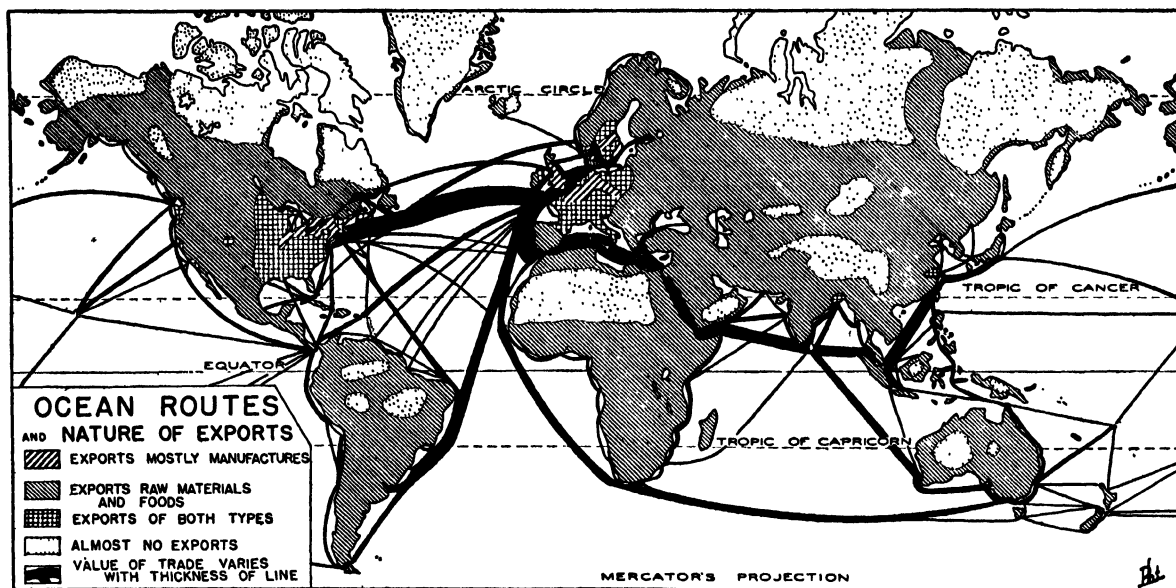 ARCTIC CIRCLE
TROPIC OF CANCER
EQUATOR
TROPIC OF CAPRICORN
OCEAN ROUTES
AND NATURE OF EXPORTS
EXPORTS MOSTLY MANUFACTURES
EXPORTS RAW MATERIALS
AND FOODS
EXPORTS OF BOTH TYPES
ALMOST NO EXPORTS
VALUE OF TRADE VARIES
WITH THICKNESS OF LINE
MERCATOR'S PROJECTION